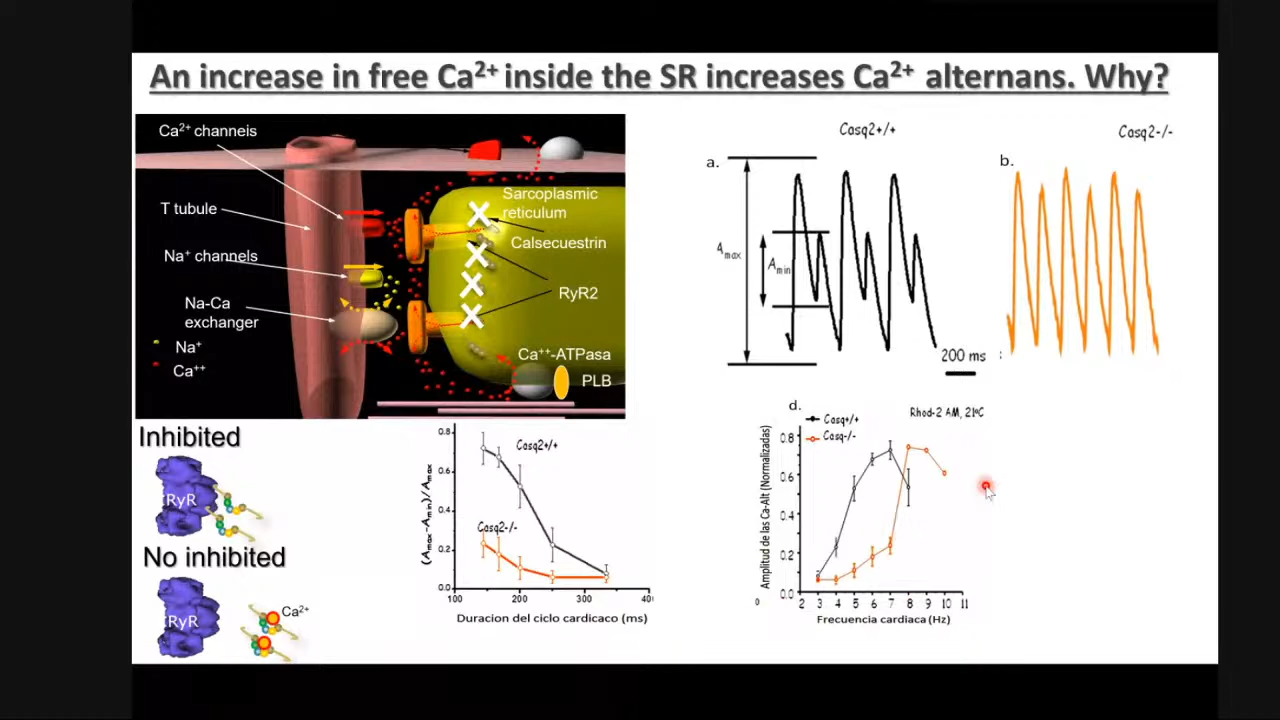 An increase in free Ca2+ inside the SR increases Ca2+ alternans. Why?
Ca2+ channels
T tubule
Na+ channels
Na-Ca
exchanger
Na+
Ca++
Sarcoplasmic
reticulum
Calsecuestrin
RyR2
Ca++-ATPasa
PLB
Inhibited
RyR
No inhibited
RyR
Ca2+
Casq2+/+
Casq2-/-
a.
b.
Amax
Amin
200 ms
:
(Amax-Amin)/Amax
0.8
0.6
0.4
0.2
0.0
Casq2+/+
Casq2-/-
100
200
300
40
Duracion del ciclo cardicaco (ms)
d.
Casq+/+
Casq-/-
Rhod-2 AM, 21ºC
Amplitud de las Ca-Alt (Normalizadas)
0.8
0.6
0.4
0.2
0.0
0
2 3 4 5 6 7 8 9 10 11
Frecuencia cardiaca (Hz)